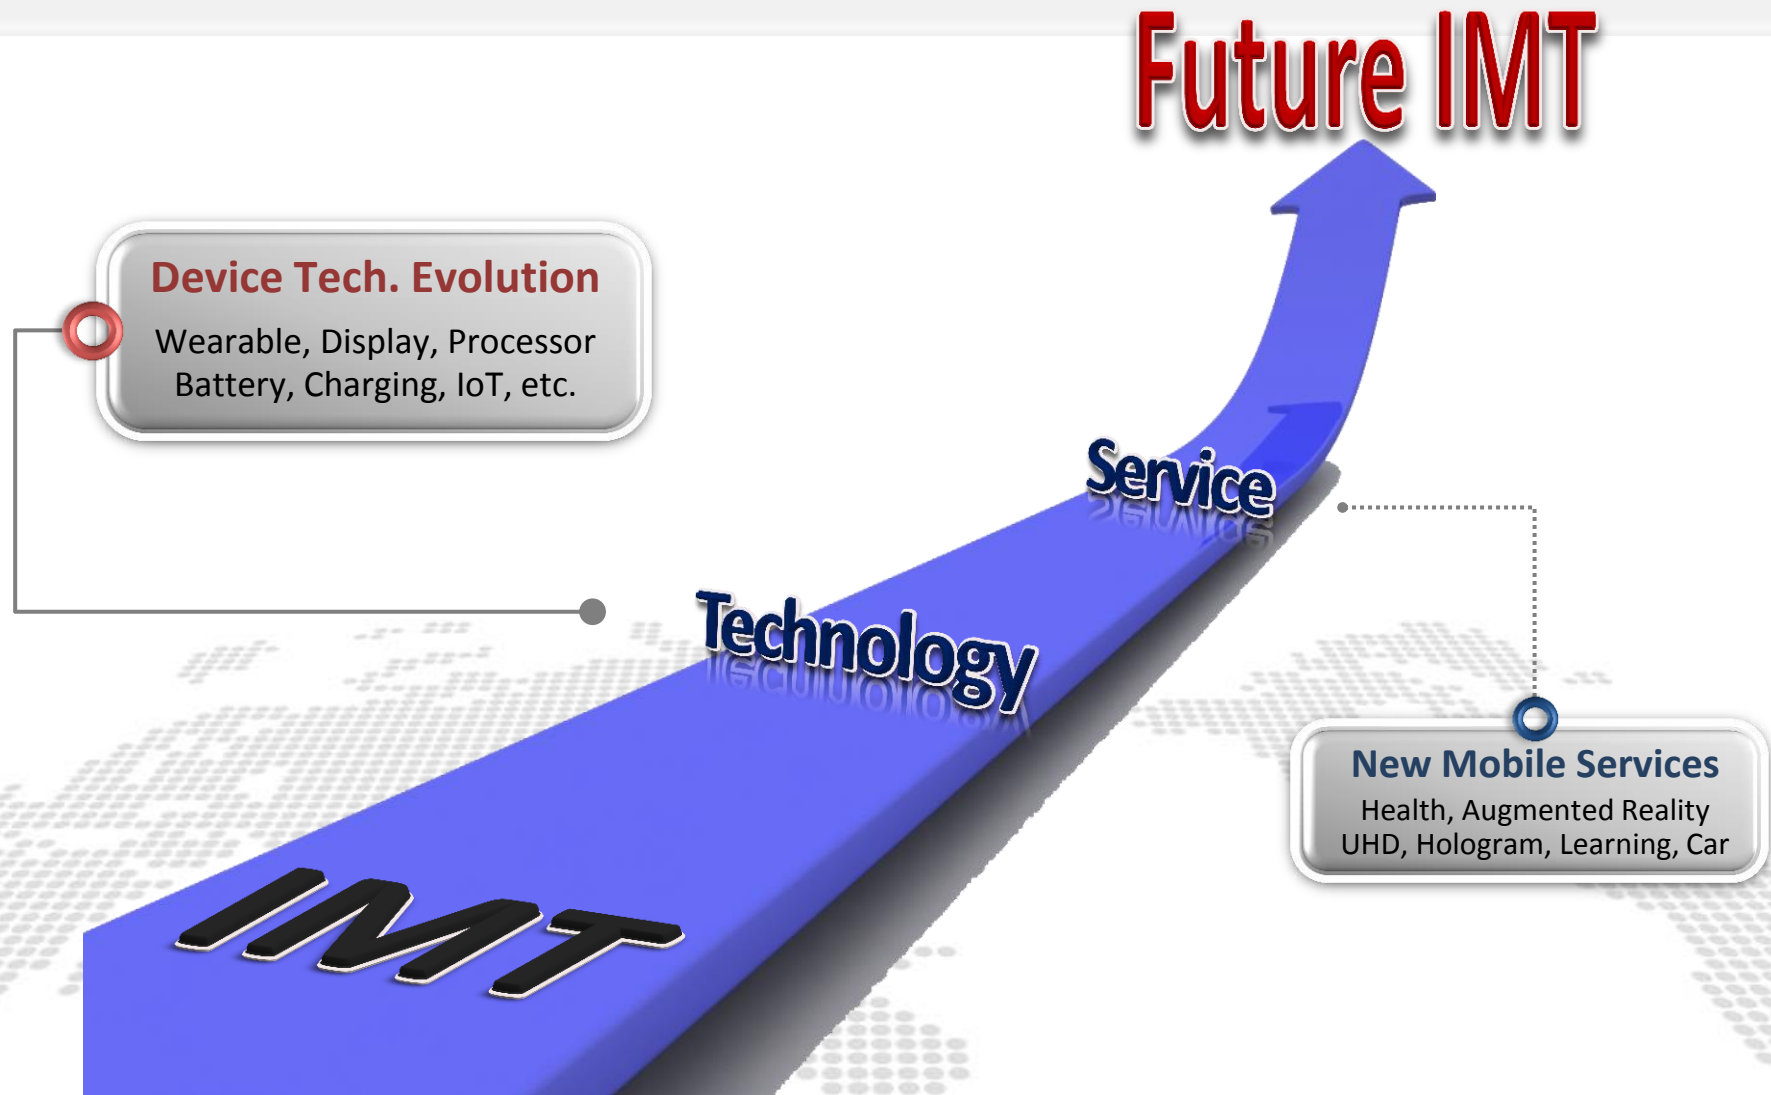 Future IMT
Device Tech. Evolution
Wearable, Display, Processor
Battery, Charging, IoT, etc.
Service
Technology
New Mobile Services
Health, Augmented Reality
UHD, Hologram, Learning, Car
IMT